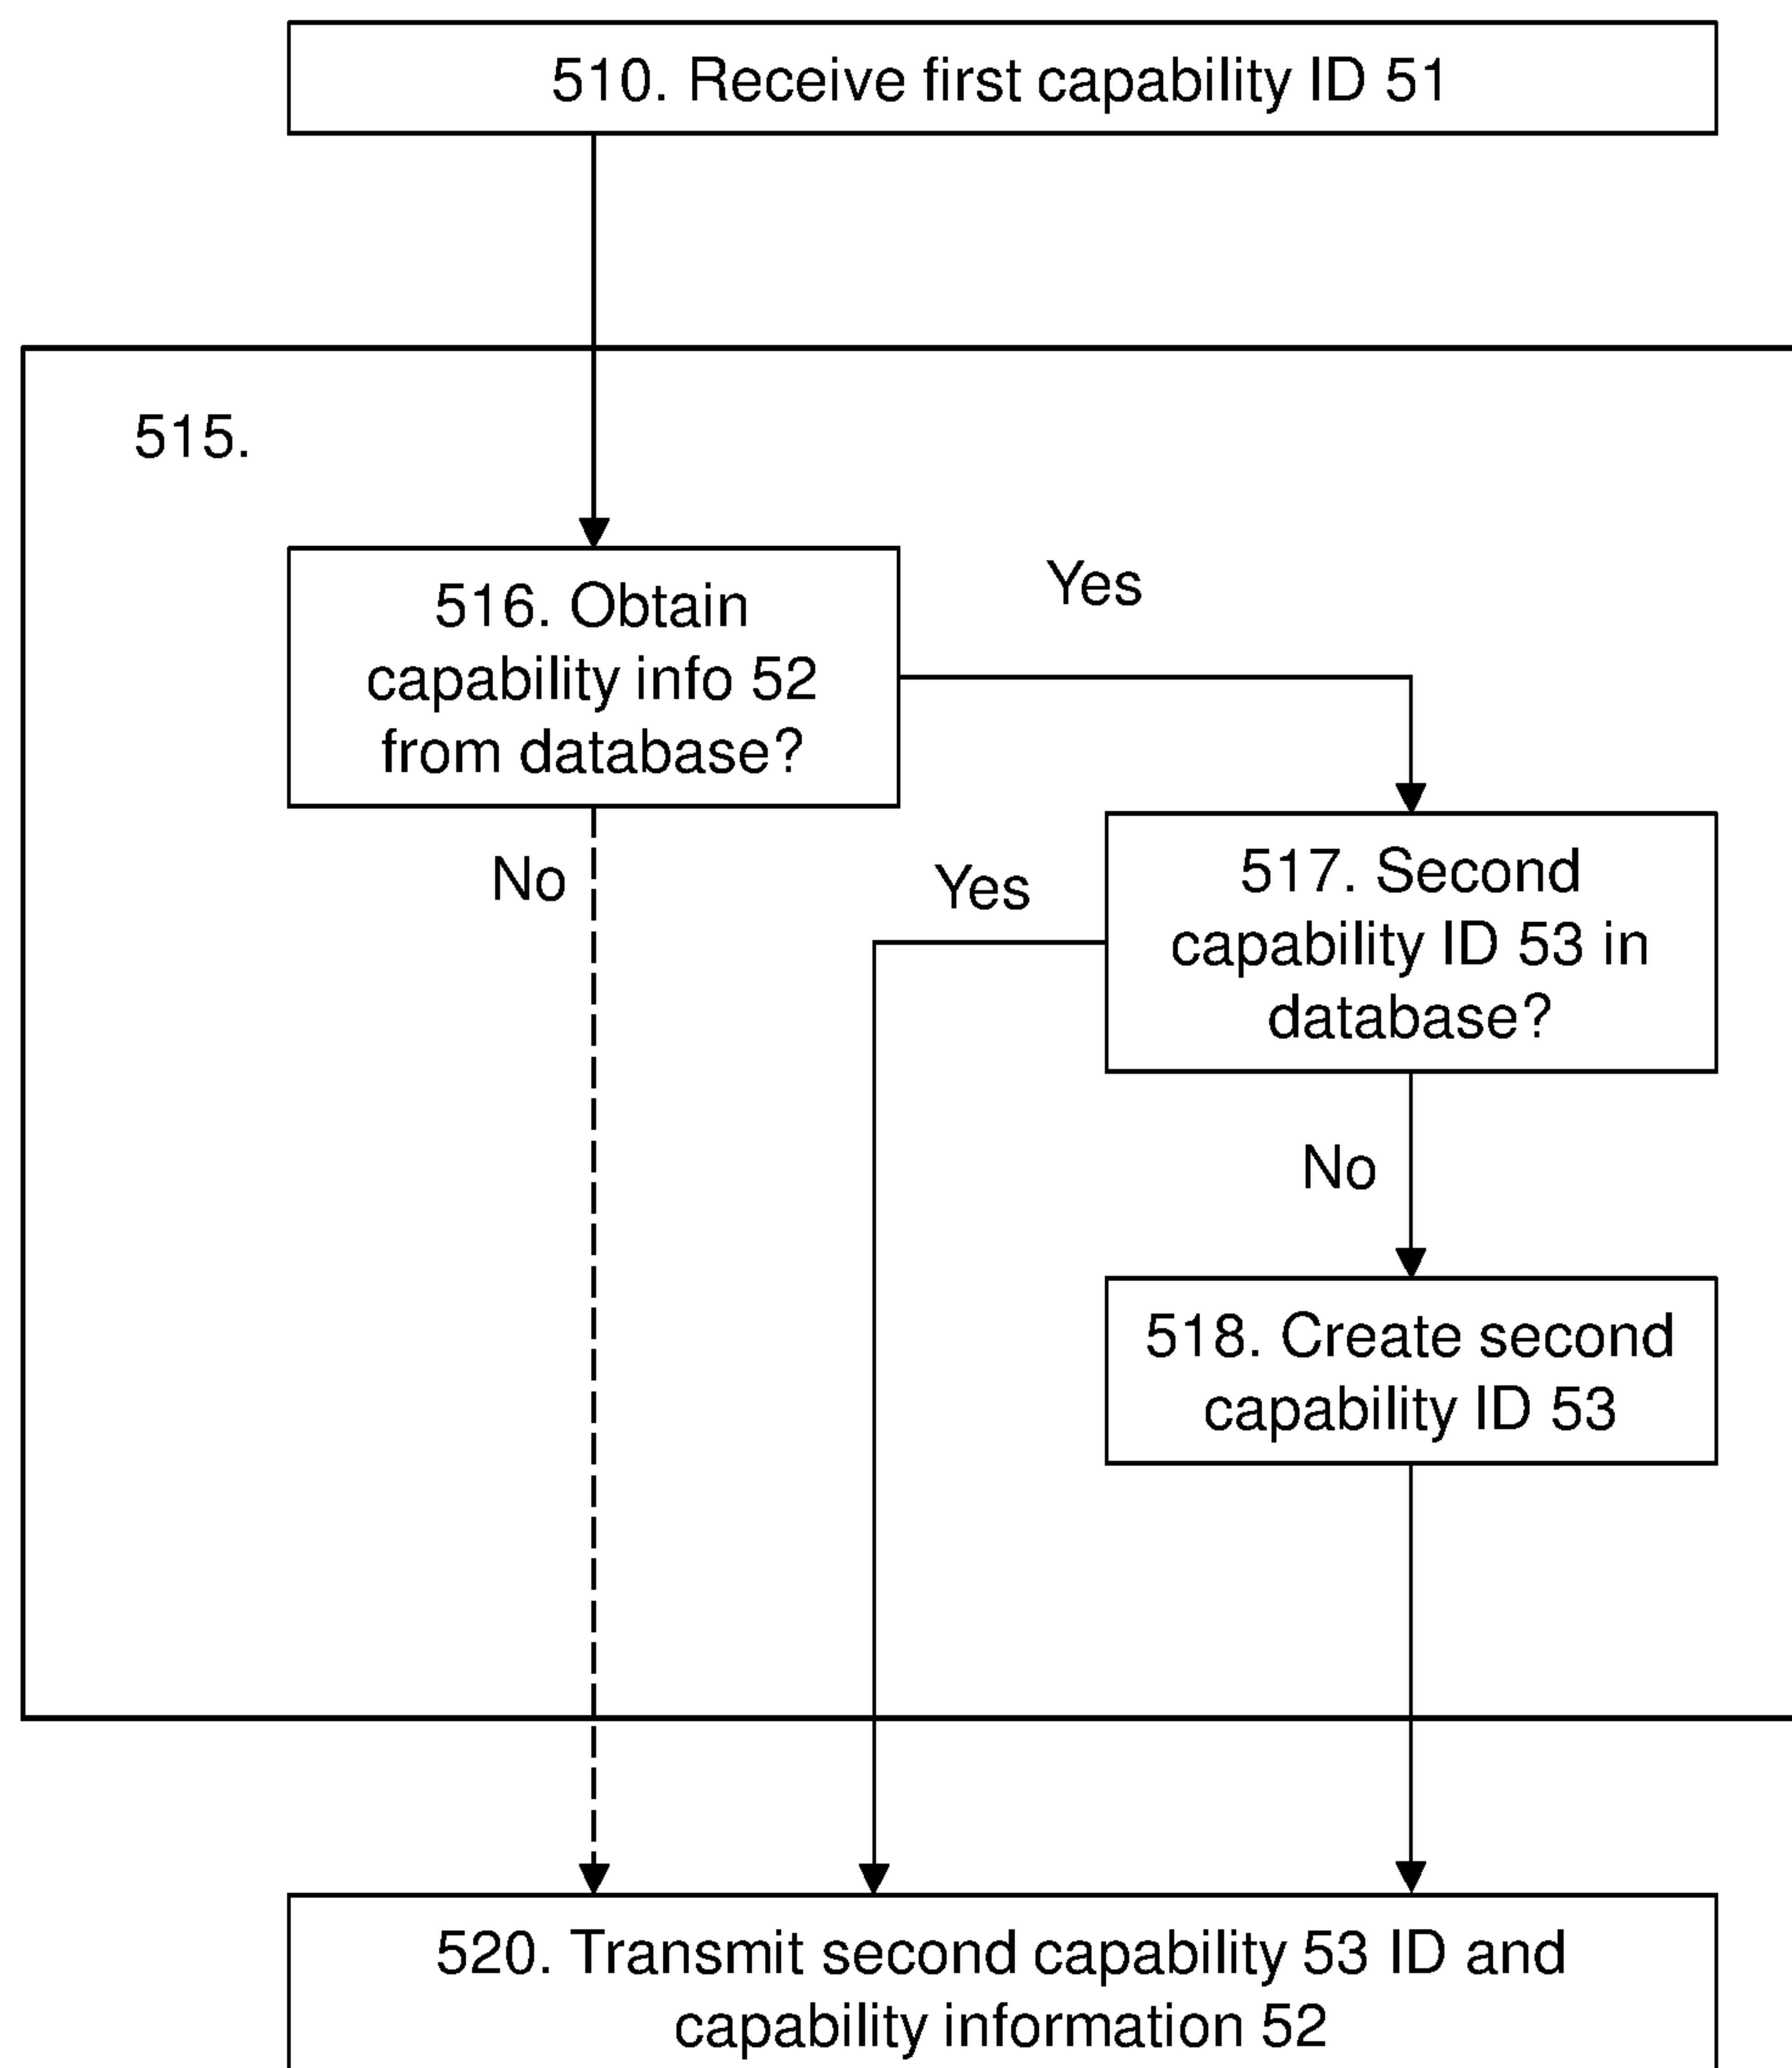 510. Receive first capability ID 51
515.
516. Obtain
capability info 52
from database?
Yes
No
Yes
517. Second
capability ID 53 in
database?
No
518. Create second
capability ID 53
520. Transmit second capability 53 ID and
capability information 52